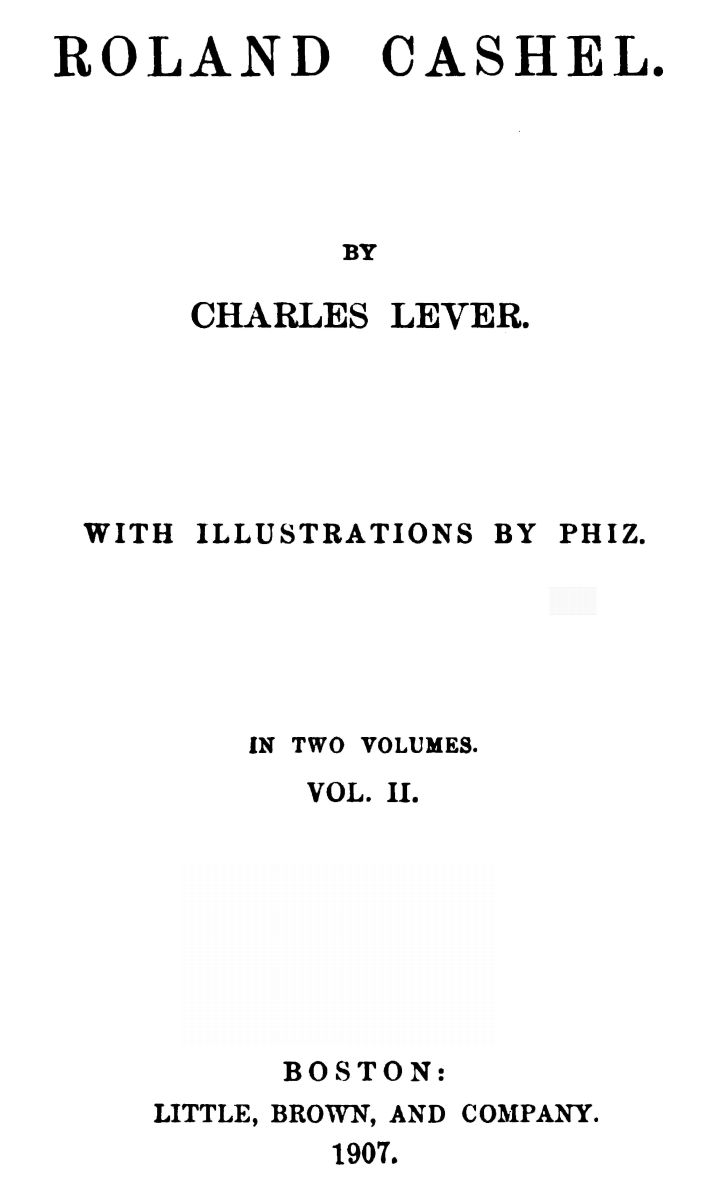 ROLAND CASHEL.
BY
CHARLES LEVER.
WITH ILLUSTRATIONS BY PHIZ.
IN TWO VOLUMES.
VOL. II.
BOSTON:
LITTLE, BROWN, AND COMPANY.
1907.